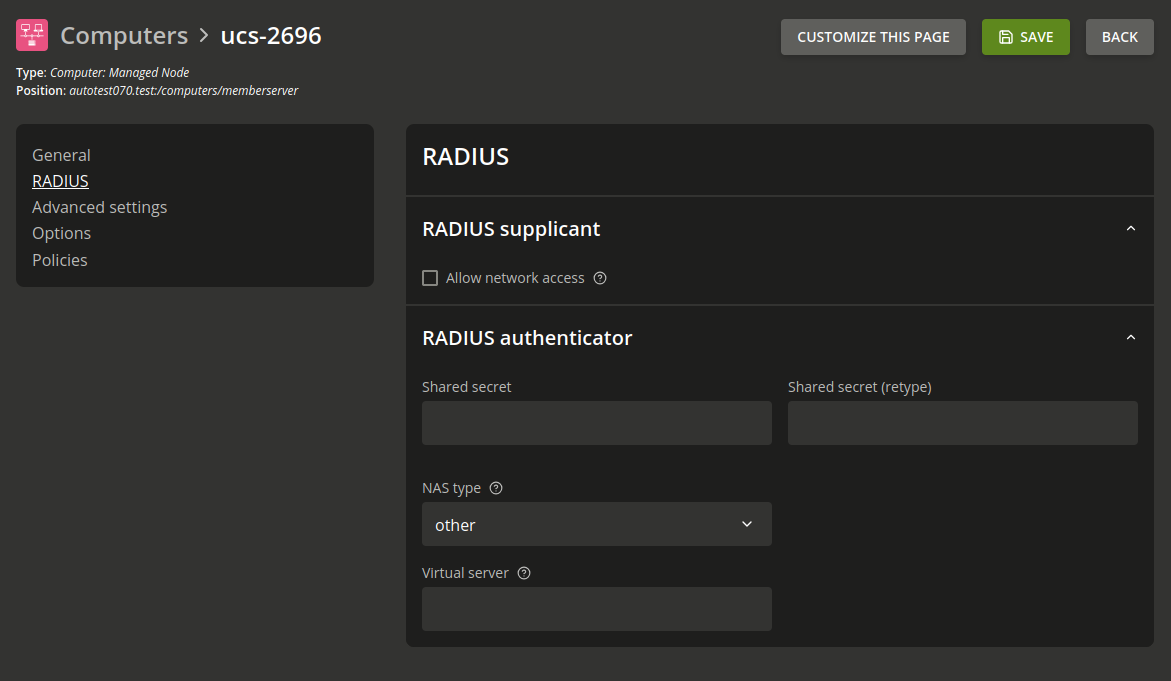 Computers > ucs-2696
CUSTOMIZE THIS PAGE
SAVE
BACK
Type: Computer: Managed Node
Position: autotest070.test:/computers/memberserver
General
RADIUS
Advanced settings
Options
Policies
RADIUS
RADIUS supplicant
Allow network access
RADIUS authenticator
Shared secret
Shared secret (retype)
NAS type
other
Virtual server